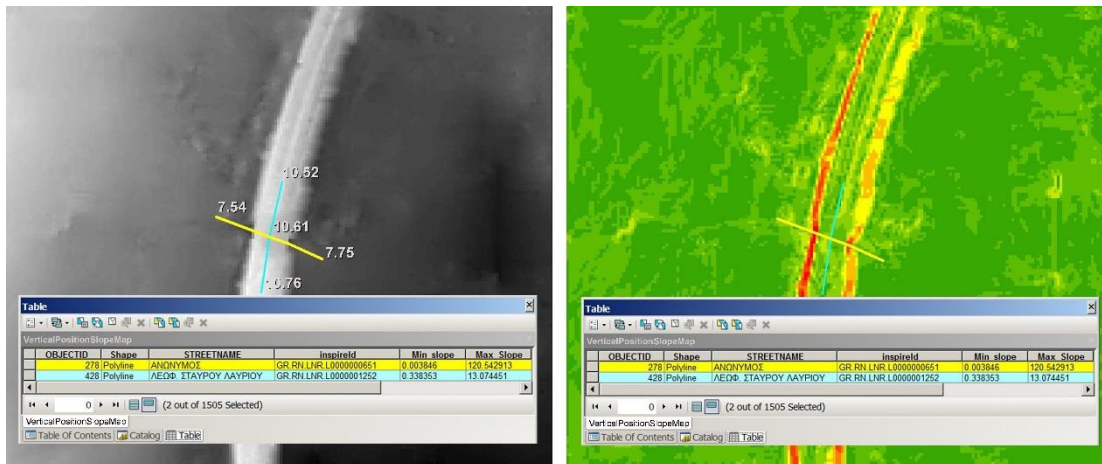 10.52
7.54
10.61
7.75
10.76
Table
VerticalPositionSlopeMap
OBJECTID Shape STREETNAME inspireId Min_slope Max_Slope
278 Polyline ΑΝΩΝΥΜΟΣ GR.RN.LNR.L0000000651 0.003846 120.542913
428 Polyline ΛΕΩΦ. ΣΤΑΥΡΟΥ ΛΑΥΡΙΟΥ GR.RN.LNR.L0000001252 0.338353 13.074451
0 (2 out of 1505 Selected)
VerticalPositionSlopeMap
Table Of Contents Catalog Table
Table
VerticalPositionSlopeMap
OBJECTID Shape STREETNAME inspireId Min_slope Max_Slope
278 Polyline ΑΝΩΝΥΜΟΣ GR.RN.LNR.L0000000651 0.003846 120.542913
428 Polyline ΛΕΩΦ. ΣΤΑΥΡΟΥ ΛΑΥΡΙΟΥ GR.RN.LNR.L0000001252 0.338353 13.074451
0 (2 out of 1505 Selected)
VerticalPositionSlopeMap
Table Of Contents Catalog Table